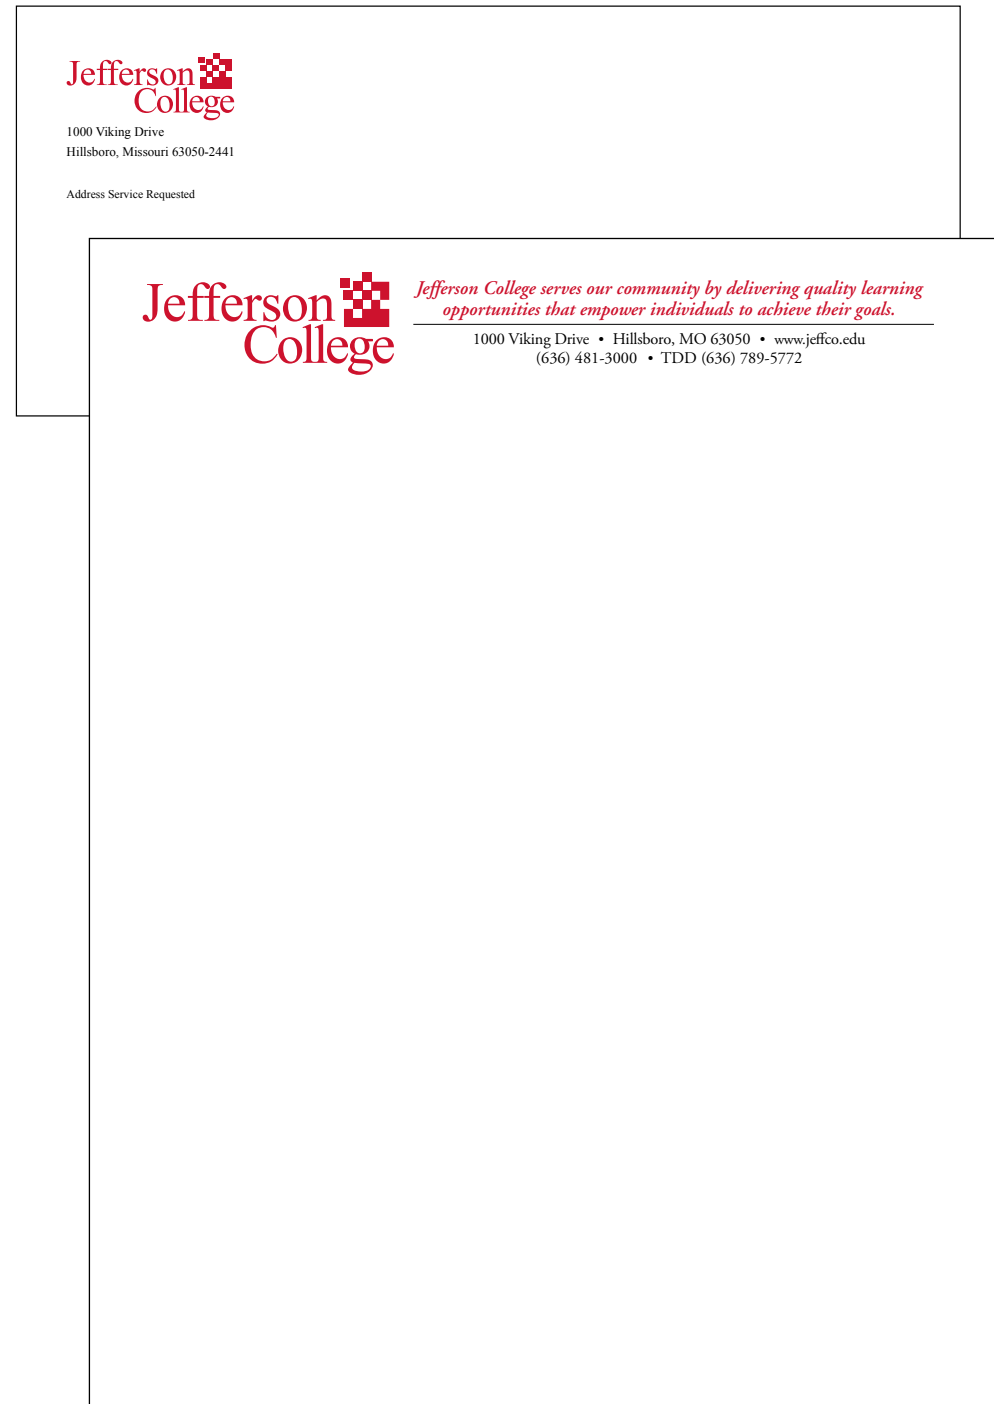 Jefferson
College
1000 Viking Drive
Hillsboro, Missouri 63050-2441
Address Service Requested
Jefferson
College
Jefferson College serves our community by delivering quality learning
opportunities that empower individuals to achieve their goals.
1000 Viking Drive • Hillsboro, MO 63050 • www.jeffco.edu
(636) 481-3000 • TDD (636) 789-5772